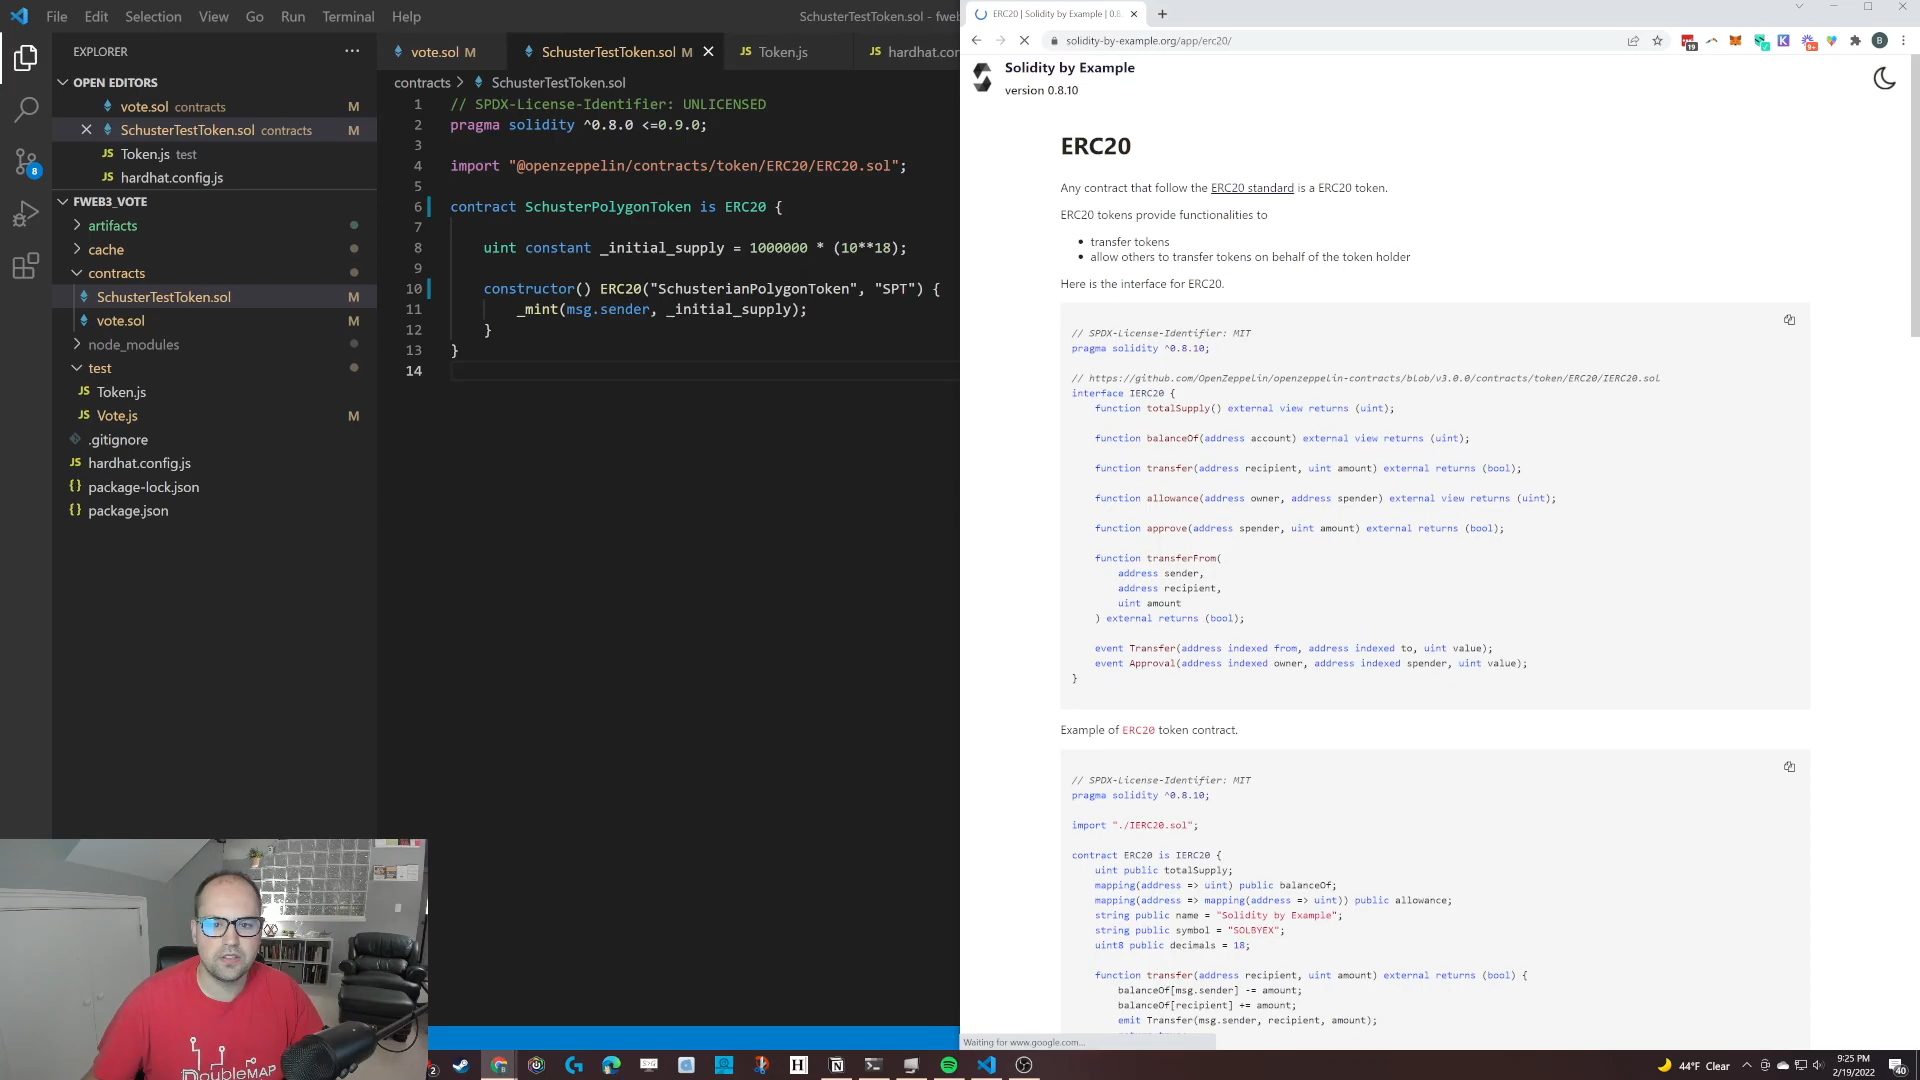 File Edit Selection View Go Run Terminal Help
SchusterTestToken.sol - fweb
EXPLORER
OPEN EDITORS
vote.sol contracts M
SchusterTestToken.sol contracts M
JS Token.js test
JS hardhat.config.js
8
FWEB3_VOTE
artifacts
cache
contracts
SchusterTestToken.sol M
vote.sol M
node_modules
test
JS Token.js
JS Vote.js M
.gitignore
JS hardhat.config.js
{} package-lock.json
{} package.json
vote.sol M
SchusterTestToken.sol M
JS Token.js
JS hardhat.co
contracts > SchusterTestToken.sol
1 // SPDX-License-Identifier: UNLICENSED
2 pragma solidity ^0.8.0 <=0.9.0;
3
4 import "@openzeppelin/contracts/token/ERC20/ERC20.sol";
5
6 contract SchusterPolygonToken is ERC20 {
7
8 uint constant _initial_supply = 1000000 * (10**18);
9
10 constructor() ERC20("SchusterianPolygonToken", "SPT") {
11 _mint(msg.sender, _initial_supply);
12 }
13 }
14
ERC20 | Solidity by Example | 0.8.
solidity-by-example.org/app/erc20/
19
9+
K
B
Solidity by Example
version 0.8.10
ERC20
Any contract that follow the ERC20 standard is a ERC20 token.
ERC20 tokens provide functionalities to
• transfer tokens
• allow others to transfer tokens on behalf of the token holder
Here is the interface for ERC20.
// SPDX-License-Identifier: MIT
pragma solidity ^0.8.10;
// https://github.com/OpenZeppelin/openzeppelin-contracts/blob/v3.0.0/contracts/token/ERC20/IERC20.sol
interface IERC20 {
function totalSupply() external view returns (uint);
function balanceOf(address account) external view returns (uint);
function transfer(address recipient, uint amount) external returns (bool);
function allowance(address owner, address spender) external view returns (uint);
function approve(address spender, uint amount) external returns (bool);
function transferFrom(
address sender,
address recipient,
uint amount
) external returns (bool);
event Transfer(address indexed from, address indexed to, uint value);
event Approval(address indexed owner, address indexed spender, uint value);
}
Example of ERC20 token contract.
// SPDX-License-Identifier: MIT
pragma solidity ^0.8.10;
import "./IERC20.sol";
contract ERC20 is IERC20 {
uint public totalSupply;
mapping(address => uint) public balanceOf;
mapping(address => mapping(address => uint)) public allowance;
string public name = "Solidity by Example";
string public symbol = "SOLBYEX";
uint8 public decimals = 18;
function transfer(address recipient, uint amount) external returns (bool) {
balanceOf[msg.sender] -= amount;
balanceOf[recipient] += amount;
emit Transfer(msg.sender, recipient, amount);
Waiting for www.google.com...
DoubleMAP
2
44°F Clear
9:25 PM
2/19/2022
40